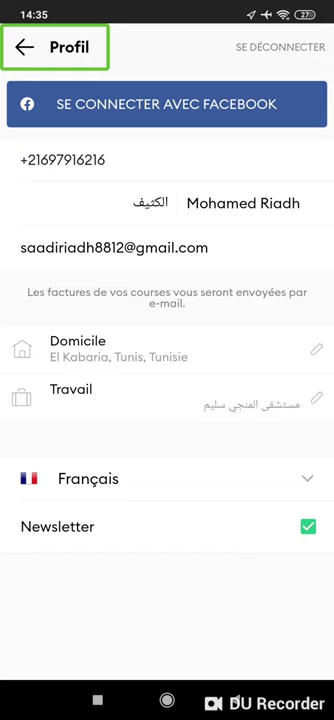 14:35
27
Profil
SE DÉCONNECTER
SE CONNECTER AVEC FACEBOOK
+21697916216
Mohamed Riadh
الكثيف
saadiriadh8812@gmail.com
Les factures de vos courses vous seront envoyées par
e-mail.
Domicile
El Kabaria, Tunis, Tunisie
Travail
مستشفى المنجي سليم
Français
Newsletter
DU Recorder